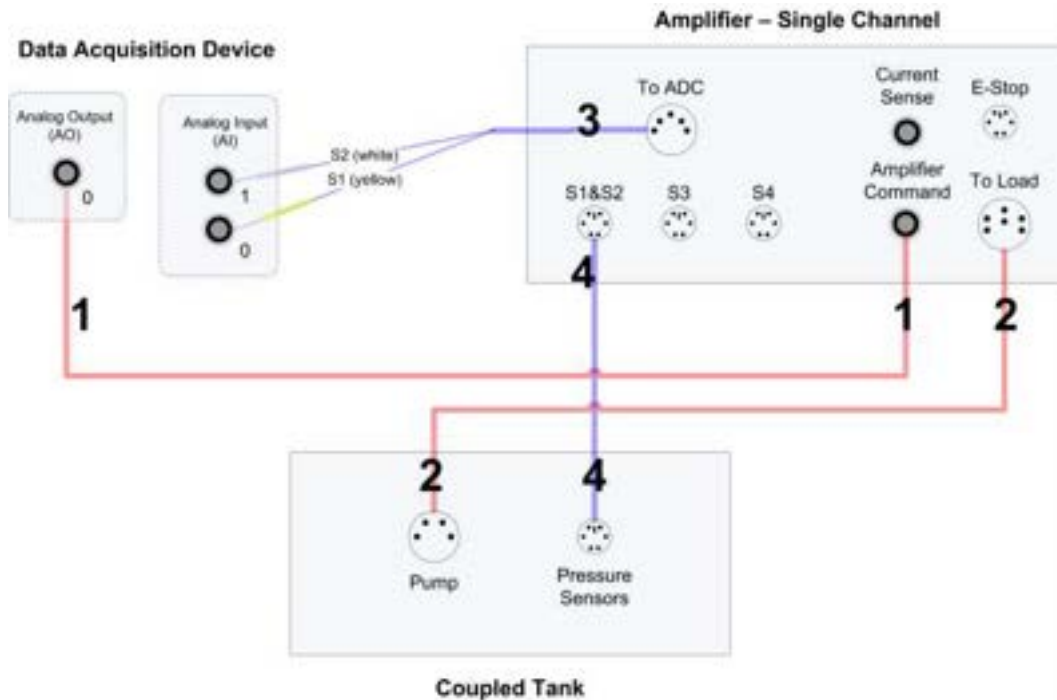 Amplifier – Single Channel
Data Acquisition Device
Analog Output
(AO)
0
Analog Input
(AI)
1
0
S2 (white)
S1 (yellow)
3
To ADC
Current
Sense
E-Stop
S1&S2
S3
S4
Amplifier
Command
To Load
4
1
1
2
2
4
Pump
Pressure
Sensors
Coupled Tank